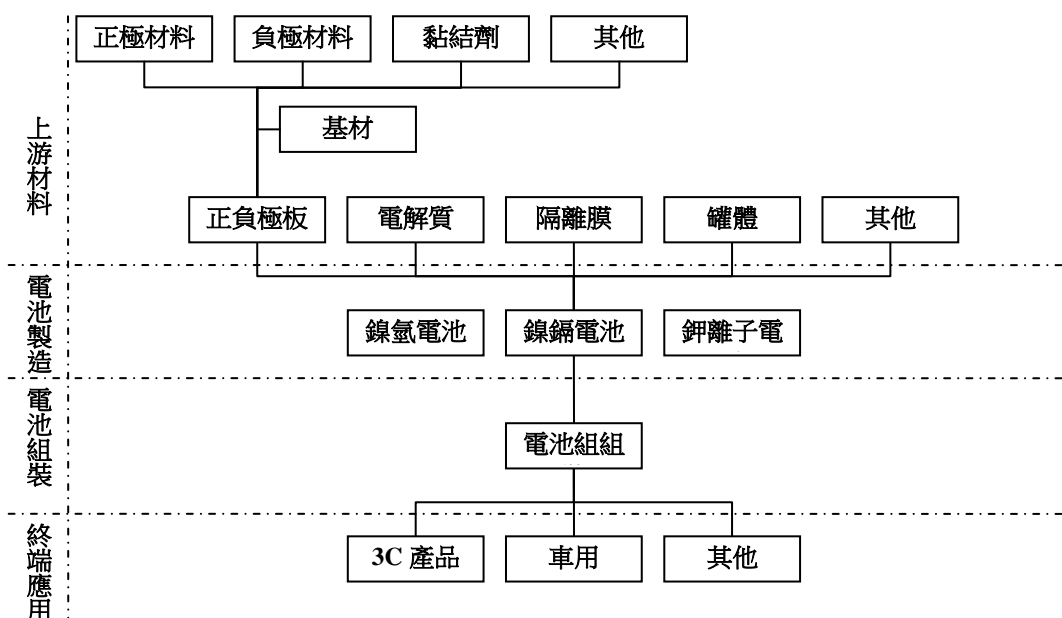 正極材料
負極材料
黏結劑
其他
基材
上游材料
正負極板
電解質
隔離膜
罐體
其他
電池製造
鎳氫電池
鎳鎘電池
鉀離子電
電池組裝
電池組組
終端應用
3C 產品
車用
其他